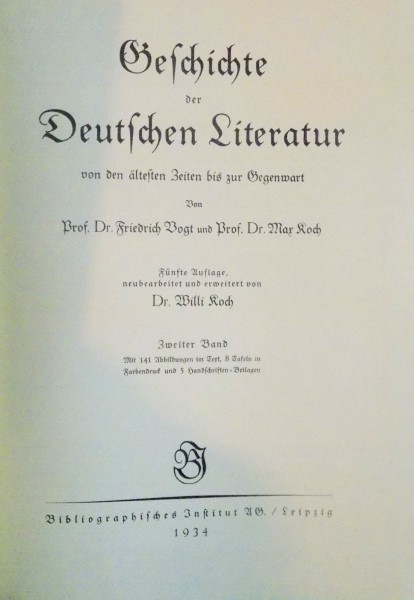 Geschichte
der
Deutschen Literatur
von den ältesten Zeiten bis zur Gegenwart
Von
Prof. Dr. Friedrich Vogt und Prof. Dr. Max Koch
Fünfte Auflage,
neubearbeitet und erweitert von
Dr. Willi Koch
Zweiter Band
Mit 141 Abbildungen im Text, 8 Tafeln in
Farbendruck und 5 Handschriften-Beilagen
BI
Bibliographisches Institut AG. / Leipzig
1934